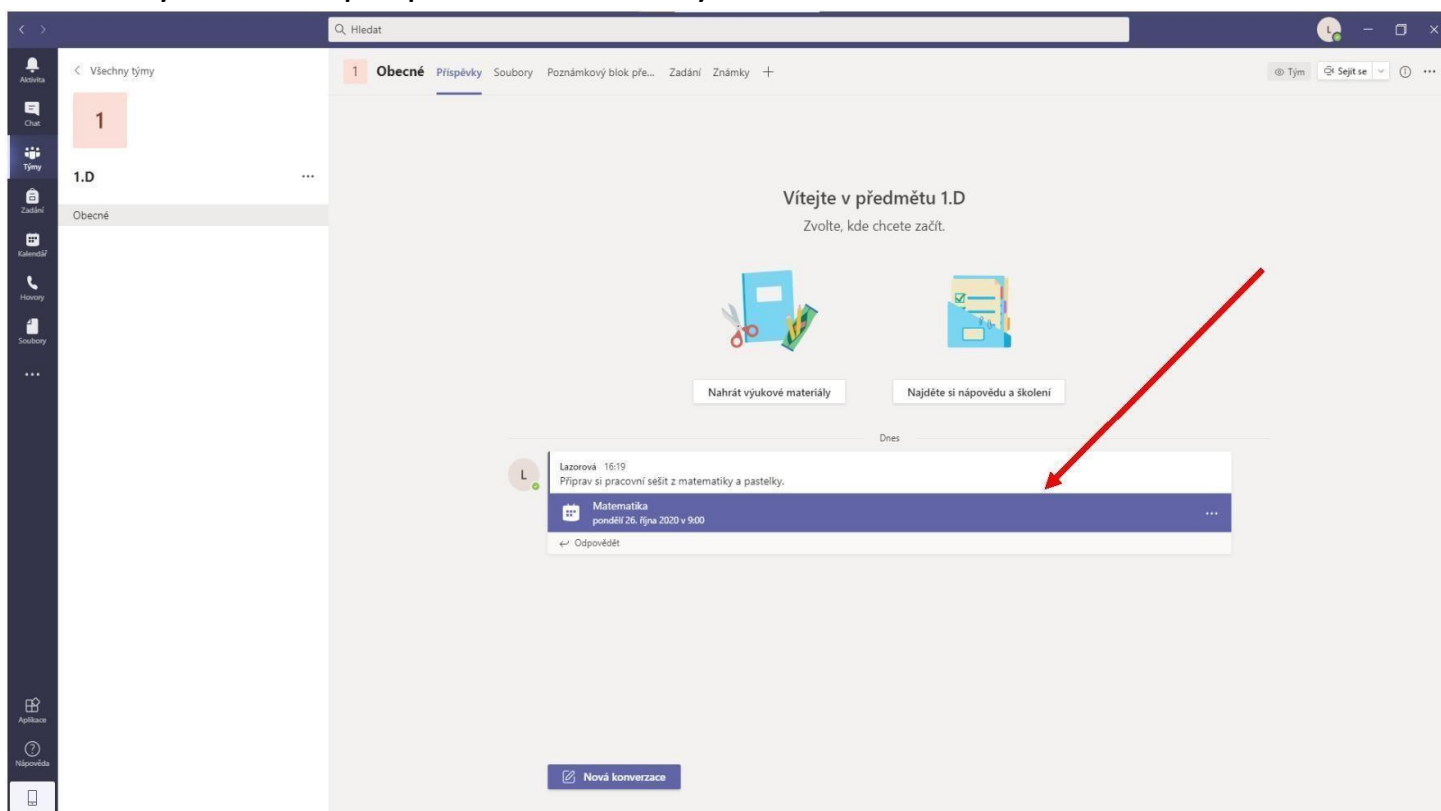 Hledat
L
Aktivita
Chat
Týmy
Zadání
Kalendář
Hovory
Soubory
Aplikace
Nápověda
Všechny týmy
1
1.D
Obecné
1 Obecné Příspěvky Soubory Poznámkový blok pře... Zadání Známky +
Tým Sejít se
Vítejte v předmětu 1.D
Zvolte, kde chcete začít.
Nahrát výukové materiály Najděte si nápovědu a školení
Dnes
L
Lazorová 16:19
Připrav si pracovní sešit z matematiky a pastelky.
Matematika
pondělí 26. října 2020 v 9:00
Odpovědět
Nová konverzace